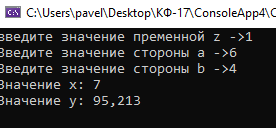 C:\Users\pavel\Desktop\КФ-17\ConsoleApp4\C
введите значение пременной z ->1
Введите значение стороны a ->6
Введите значение стороны b ->4
Значение x: 7
Значение y: 95,213